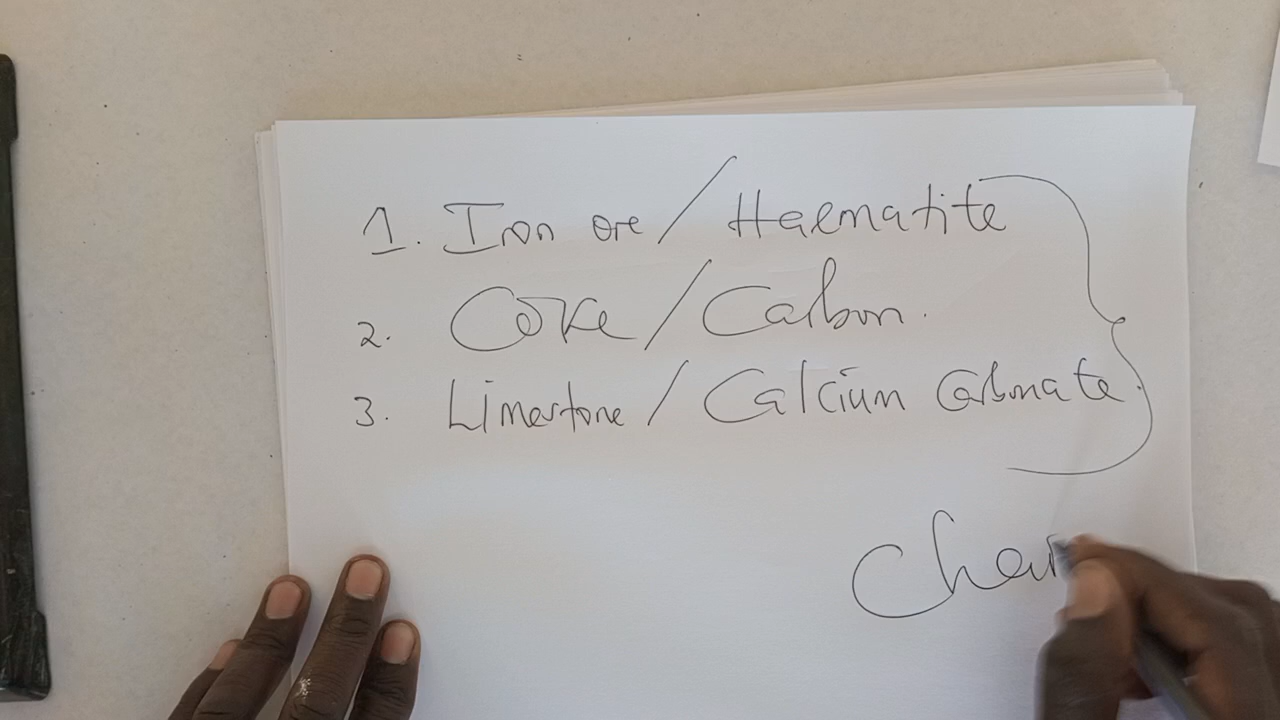 1. Iron ore / Haematite
2. Coke / Carbon.
3. Limestone / Calcium Carbonate.